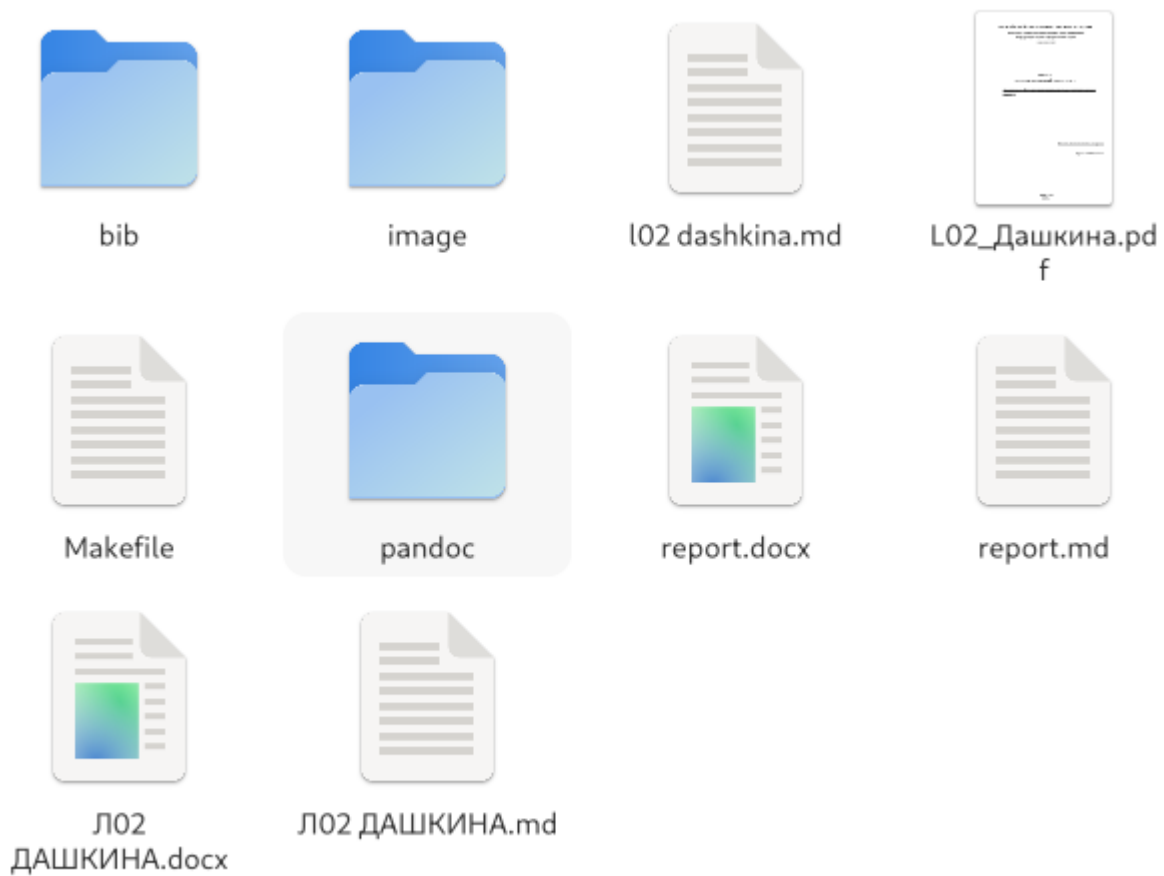 bib
image
l02 dashkina.md
L02_Дашкина.pd
f
Makefile
pandoc
report.docx
report.md
Л02
ДАШКИНА.docx
Л02 ДАШКИНА.md